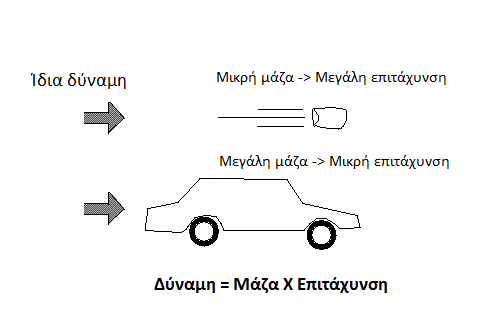 Ίδια δύναμη
Μικρή μάζα -> Μεγάλη επιτάχυνση
Μεγάλη μάζα -> Μικρή επιτάχυνση
Δύναμη = Μάζα Χ Επιτάχυνση